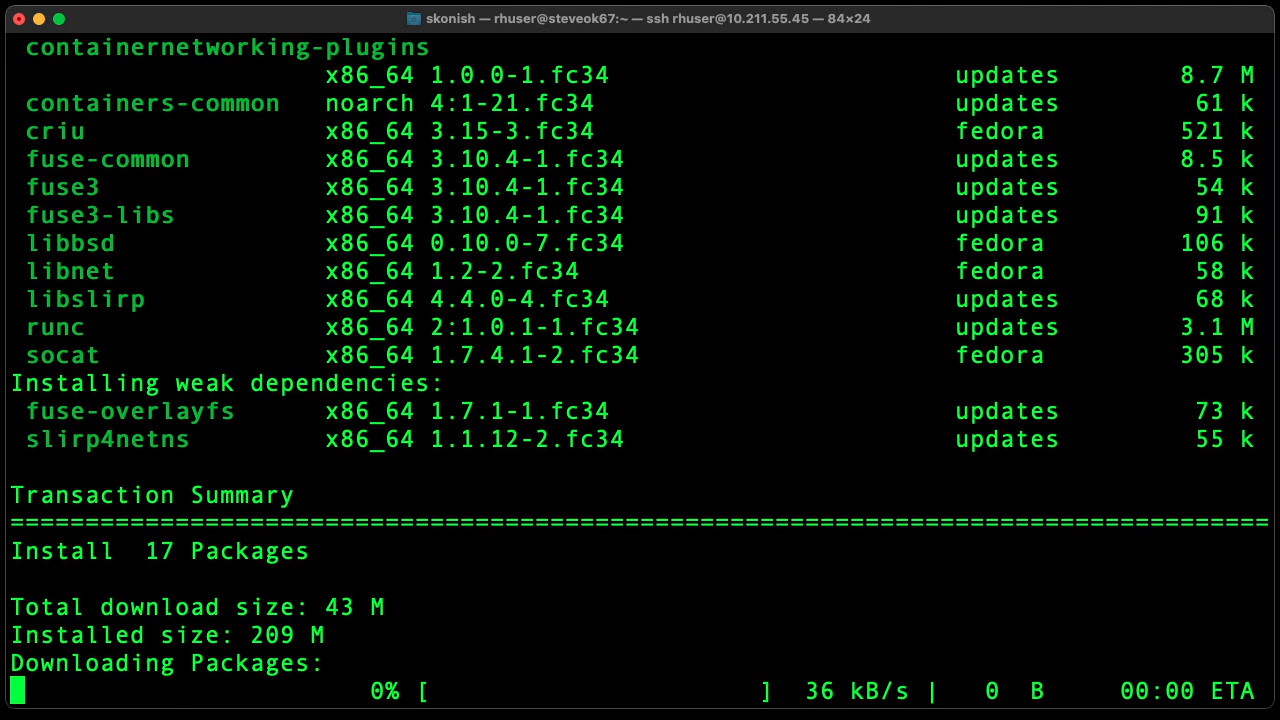 skonish — rhuser@steveok67:~ — ssh rhuser@10.211.55.45 — 84×24
containernetworking-plugins
x86_64 1.0.0-1.fc34 updates 8.7 M
containers-common noarch 4:1-21.fc34 updates 61 k
criu x86_64 3.15-3.fc34 fedora 521 k
fuse-common x86_64 3.10.4-1.fc34 updates 8.5 k
fuse3 x86_64 3.10.4-1.fc34 updates 54 k
fuse3-libs x86_64 3.10.4-1.fc34 updates 91 k
libbsd x86_64 0.10.0-7.fc34 fedora 106 k
libnet x86_64 1.2-2.fc34 fedora 58 k
libslirp x86_64 4.4.0-4.fc34 updates 68 k
runc x86_64 2:1.0.1-1.fc34 updates 3.1 M
socat x86_64 1.7.4.1-2.fc34 fedora 305 k
Installing weak dependencies:
fuse-overlayfs x86_64 1.7.1-1.fc34 updates 73 k
slirp4netns x86_64 1.1.12-2.fc34 updates 55 k
Transaction Summary
====================================================================================
Install 17 Packages
Total download size: 43 M
Installed size: 209 M
Downloading Packages:
0% [ ] 36 kB/s | 0 B 00:00 ETA